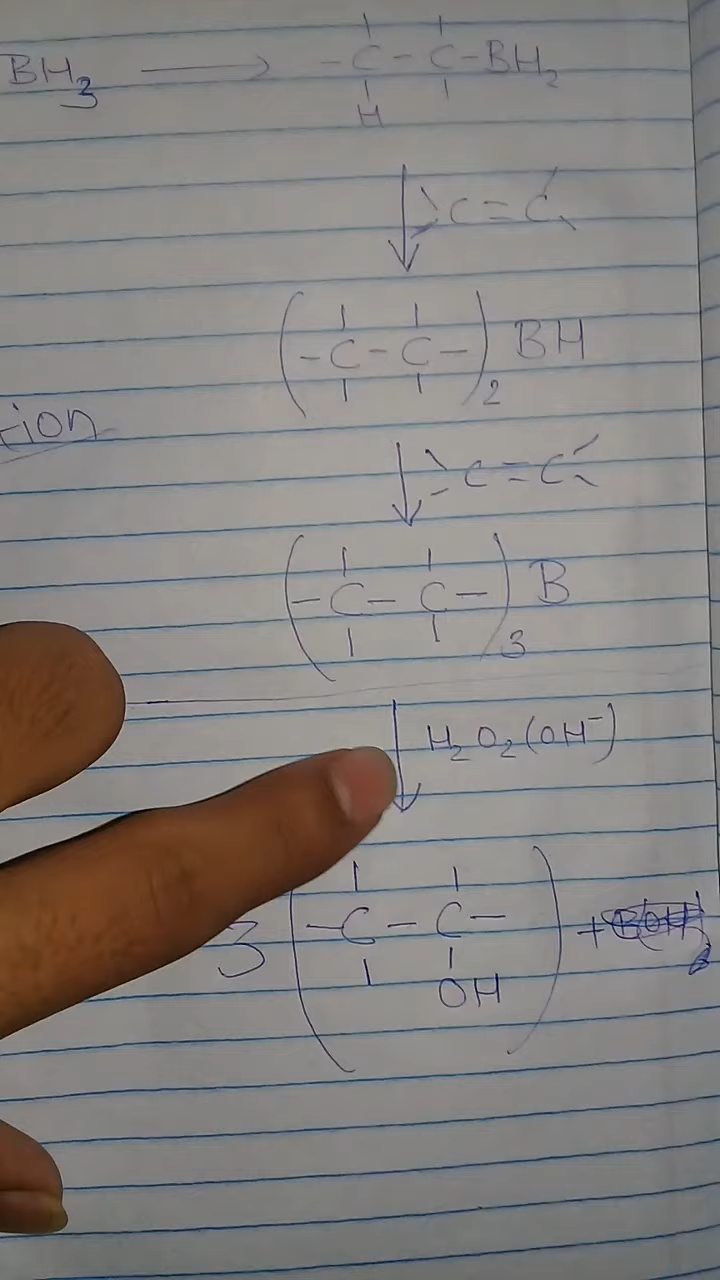 BH3 → -C-C-BH2
H
C=C
(-C-C-)2 BH
tion
C=C
(-C-C-)3 B
H2O2(OH-)
3(-C-C-) +
OH